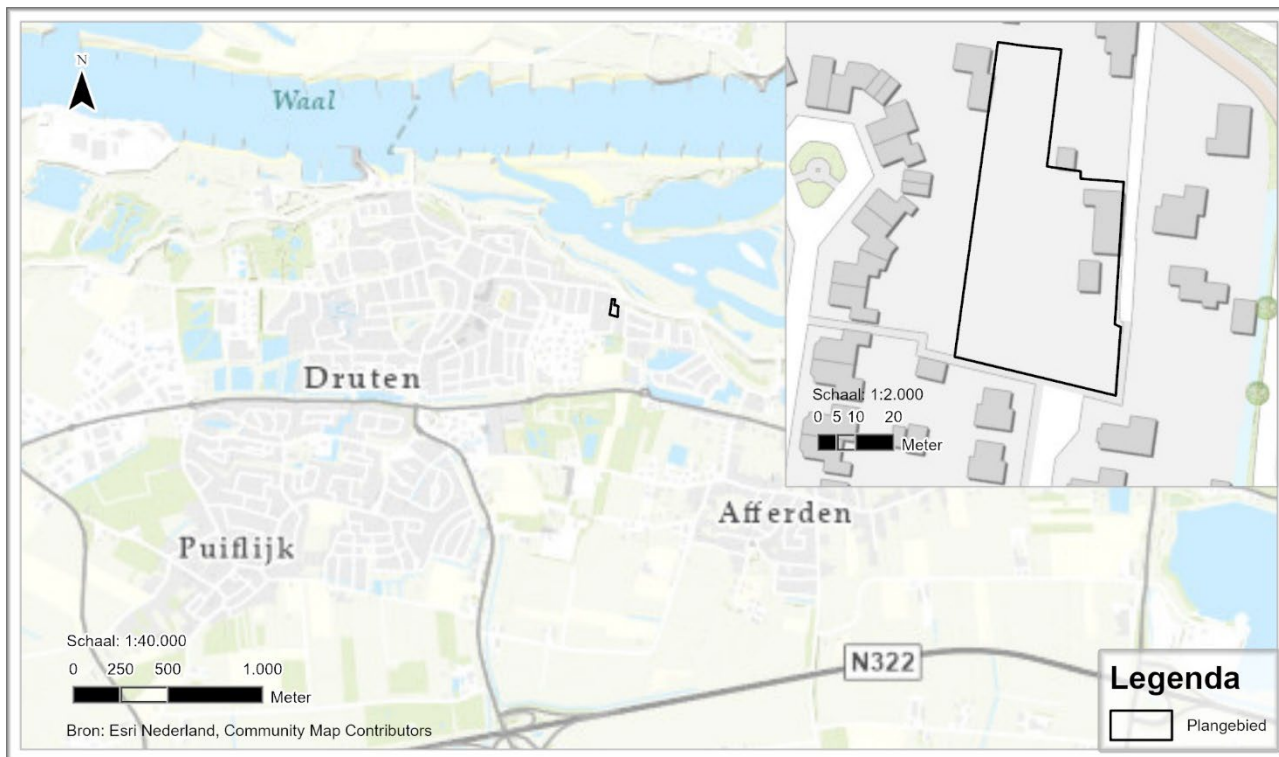 N
Waal
Schaal: 1:2.000
0 5 10 20
Meter
Druten
Afferden
Puiflijk
Schaal: 1:40.000
0 250 500 1.000
Meter
N322
Legenda
Plangebied
Bron: Esri Nederland, Community Map Contributors